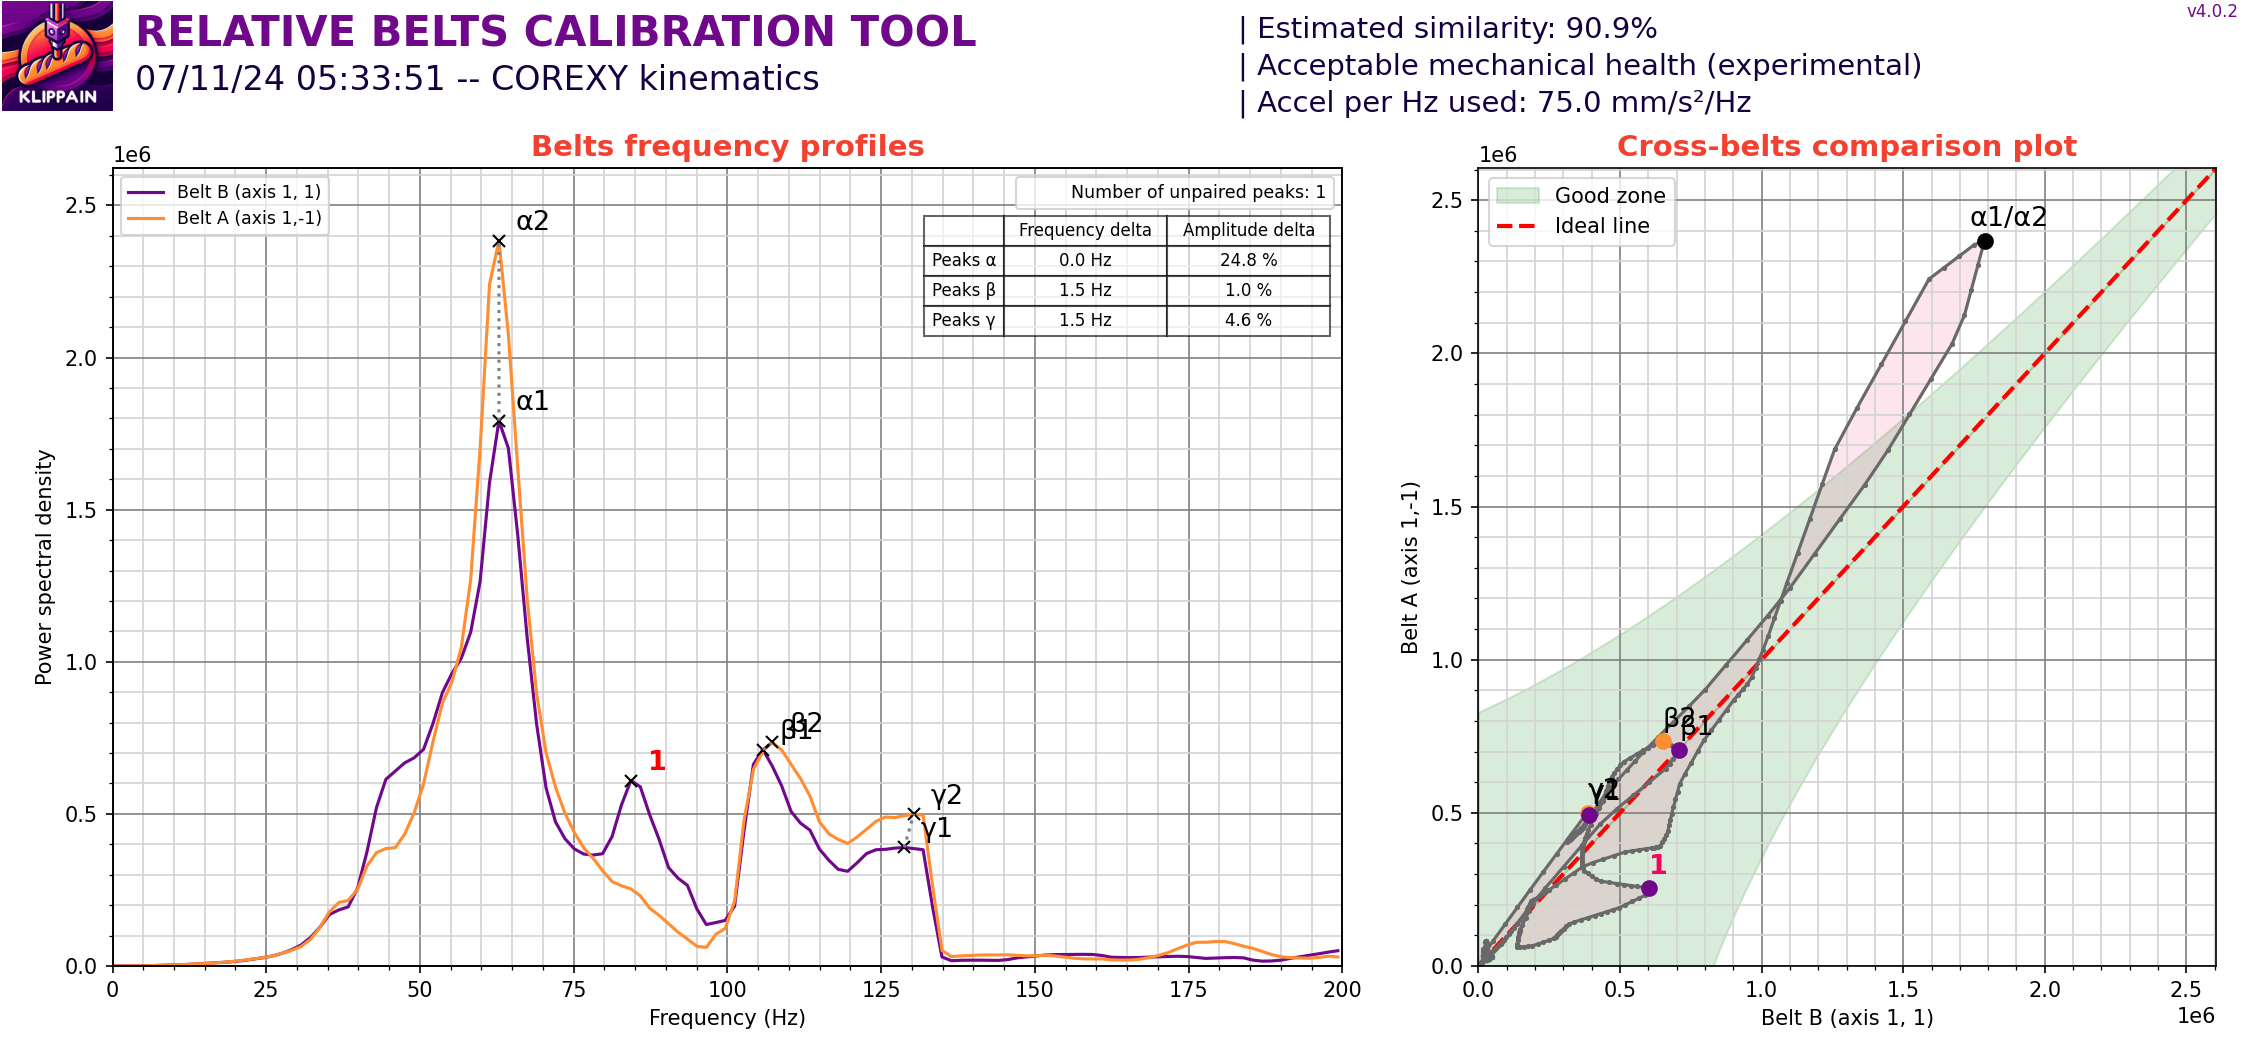 KLIPPAIN
RELATIVE BELTS CALIBRATION TOOL
07/11/24 05:33:51 -- COREXY kinematics
| Estimated similarity: 90.9%
| Acceptable mechanical health (experimental)
| Accel per Hz used: 75.0 mm/s²/Hz
v4.0.2
Belts frequency profiles
1e6
Belt B (axis 1, 1)
Belt A (axis 1,-1)
Number of unpaired peaks: 1
Frequency delta Amplitude delta
Peaks α 0.0 Hz 24.8 %
Peaks β 1.5 Hz 1.0 %
Peaks γ 1.5 Hz 4.6 %
α2
α1
1
β2
β1
γ2
γ1
Power spectral density
2.5
2.0
1.5
1.0
0.5
0.0
0 25 50 75 100 125 150 175 200
Frequency (Hz)
Cross-belts comparison plot
1e6
Good zone
Ideal line
α1/α2
β2
β1
γ2
γ1
1
Belt A (axis 1,-1)
2.5
2.0
1.5
1.0
0.5
0.0
0.0 0.5 1.0 1.5 2.0 2.5
Belt B (axis 1, 1)
1e6